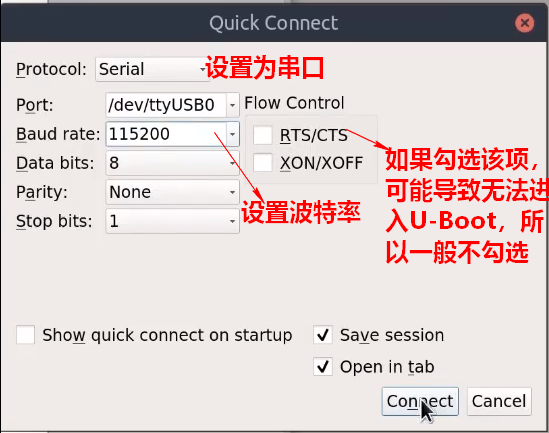 Quick Connect
Protocol: Serial 设置为串口
Port: /dev/ttyUSB0 Flow Control
Baud rate: 115200 RTS/CTS
Data bits: 8 XON/XOFF
Parity: None
Stop bits: 1
设置波特率
如果勾选该项，
可能导致无法进
入U-Boot，所
以一般不勾选
Show quick connect on startup Save session
Open in tab
Connect Cancel